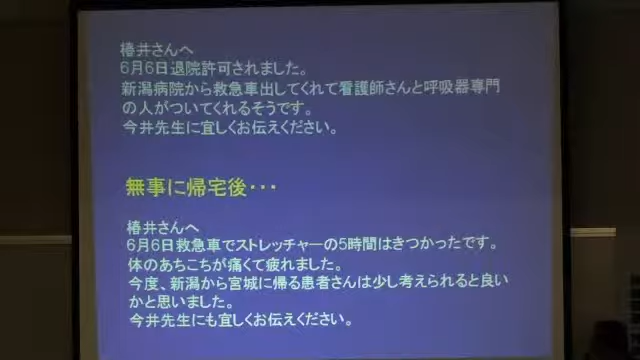 椿井さんへ
6月6日退院許可されました。
新潟病院から救急車出してくれて看護師さんと呼吸器専門
の人がついてくれるそうです。
今井先生に宜しくお伝えください。
無事に帰宅後・・・
椿井さんへ
6月6日救急車でストレッチャーの5時間はきつかったです。
体のあちこちが痛くて疲れました。
今度、新潟から宮城に帰る患者さんは少し考えられると良い
かと思いました。
今井先生にも宜しくお伝えください。